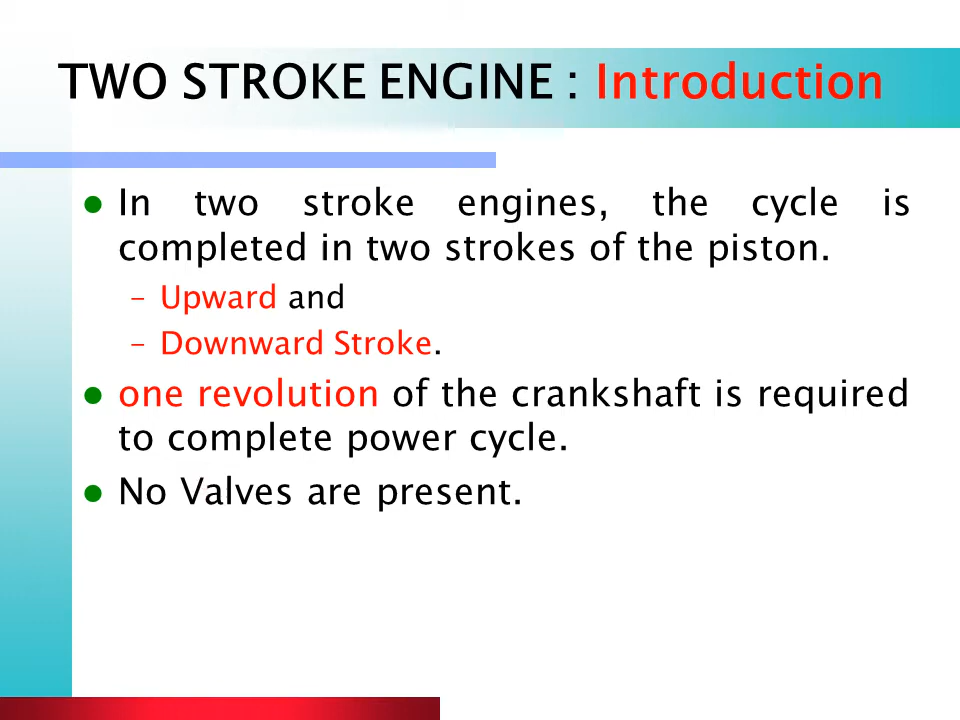 TWO STROKE ENGINE : Introduction
In two stroke engines, the cycle is
completed in two strokes of the piston.
– Upward and
– Downward Stroke.
one revolution of the crankshaft is required
to complete power cycle.
No Valves are present.